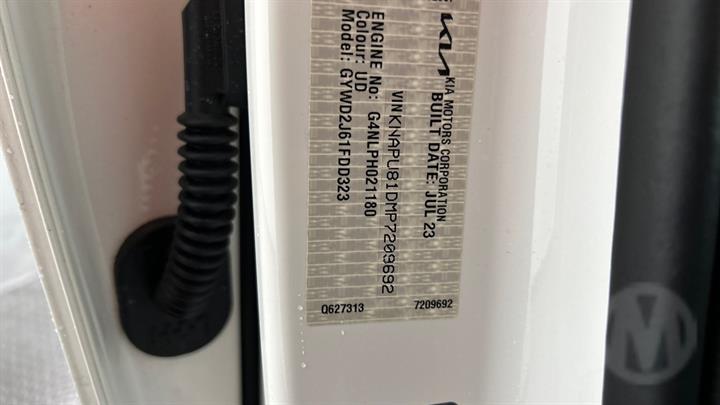 KIA
KIA MOTORS CORPORATION
BUILT DATE: JUL 23
VIN KNAPU81DMP7209692
ENGINE No: G4NLPH021180
Colour: UD
Model: GYWD2J61FDD323
7209692
Q627313
M